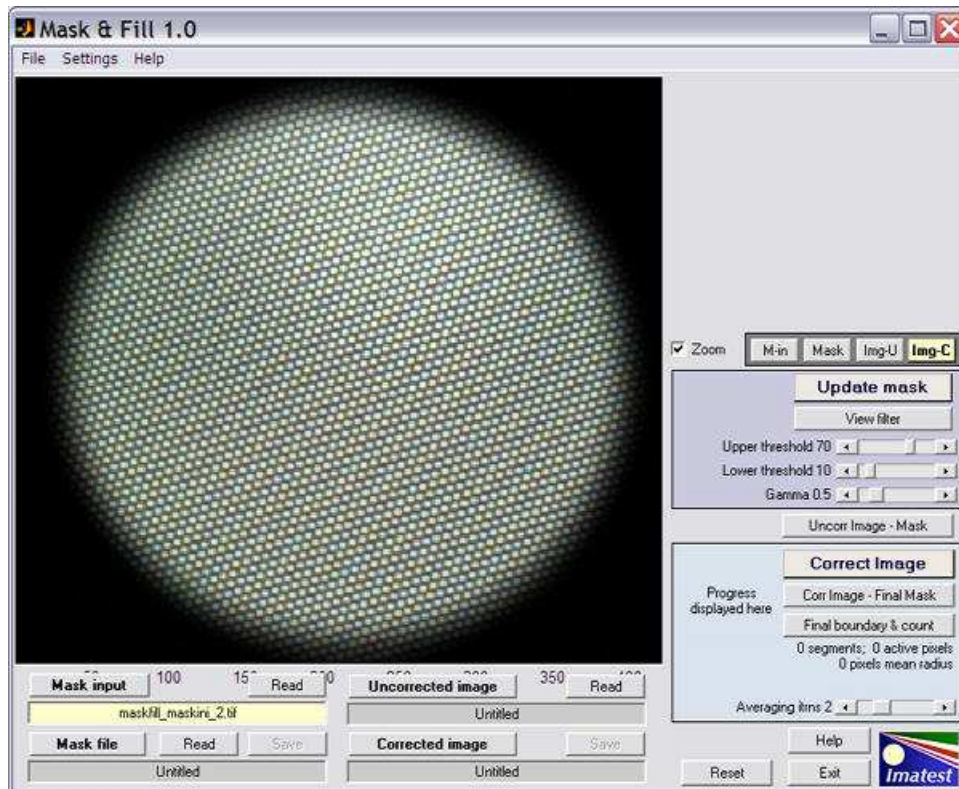 Mask & Fill 1.0
File Settings Help
Zoom M-in Mask Img-U Img-C
Update mask
View filter
Upper threshold 70
Lower threshold 10
Gamma 0.5
Uncorr Image - Mask
Correct Image
Progress
displayed here
Corr Image - Final Mask
Final boundary & count
0 segments; 0 active pixels
0 pixels mean radius
Averaging itrns 2
100 350
Mask input Read Uncorrected image Read
maskfill_maskini_2.tif Untitled
Mask file Read Save Corrected image Save
Untitled Untitled
Help
Reset Exit
Imatest